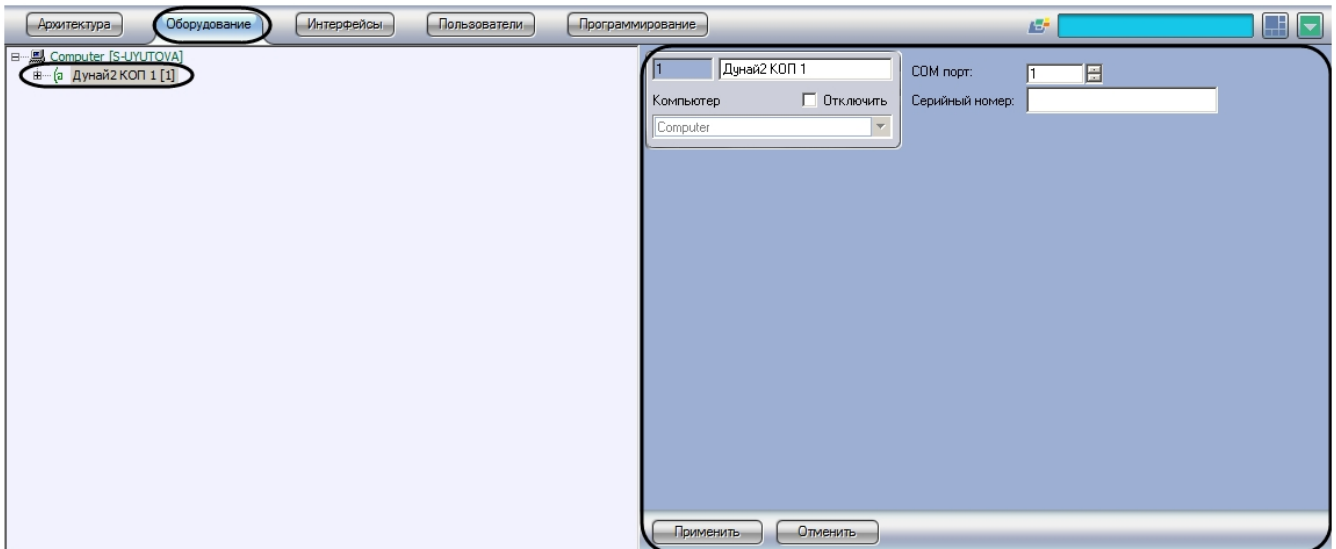 Архитектура Оборудование Интерфейсы Пользователи Программирование
Computer [S-UYUTOVA]
Дунай2 КОП 1 [1]
1 Дунай2 КОП 1
Компьютер Отключить
Computer
COM порт: 1
Серийный номер:
Применить Отменить